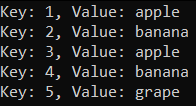 Key: 1, Value: apple
Key: 2, Value: banana
Key: 3, Value: apple
Key: 4, Value: banana
Key: 5, Value: grape